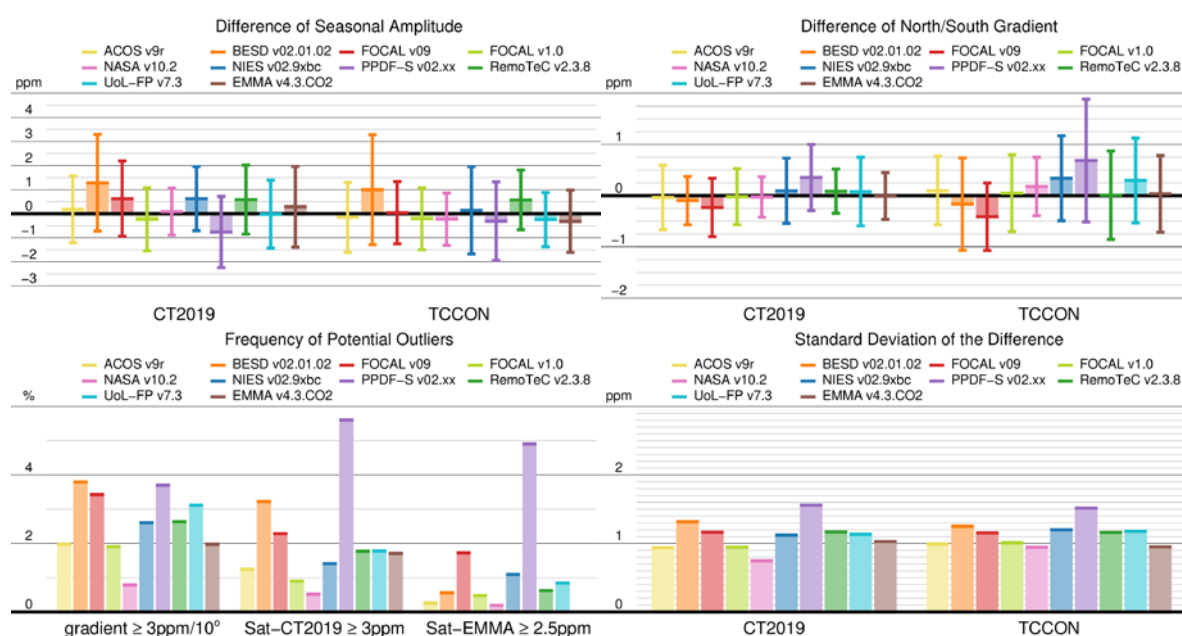 Difference of Seasonal Amplitude
ACOS v9r BESD v02.01.02 FOCAL v09 FOCAL v1.0
NASA v10.2 NIES v02.9xbc PPDF−S v02.xx RemoTeC v2.3.8
UoL−FP v7.3 EMMA v4.3.CO2
ppm
4
3
2
1
0
−1
−2
−3
CT2019 TCCON
Difference of North/South Gradient
ACOS v9r BESD v02.01.02 FOCAL v09 FOCAL v1.0
NASA v10.2 NIES v02.9xbc PPDF−S v02.xx RemoTeC v2.3.8
UoL−FP v7.3 EMMA v4.3.CO2
ppm
1
0
−1
−2
CT2019 TCCON
Frequency of Potential Outliers
ACOS v9r BESD v02.01.02 FOCAL v09 FOCAL v1.0
NASA v10.2 NIES v02.9xbc PPDF−S v02.xx RemoTeC v2.3.8
UoL−FP v7.3 EMMA v4.3.CO2
%
4
2
0
gradient ≥ 3ppm/10° Sat−CT2019 ≥ 3ppm Sat−EMMA ≥ 2.5ppm
Standard Deviation of the Difference
ACOS v9r BESD v02.01.02 FOCAL v09 FOCAL v1.0
NASA v10.2 NIES v02.9xbc PPDF−S v02.xx RemoTeC v2.3.8
UoL−FP v7.3 EMMA v4.3.CO2
ppm
2
1
0
CT2019 TCCON